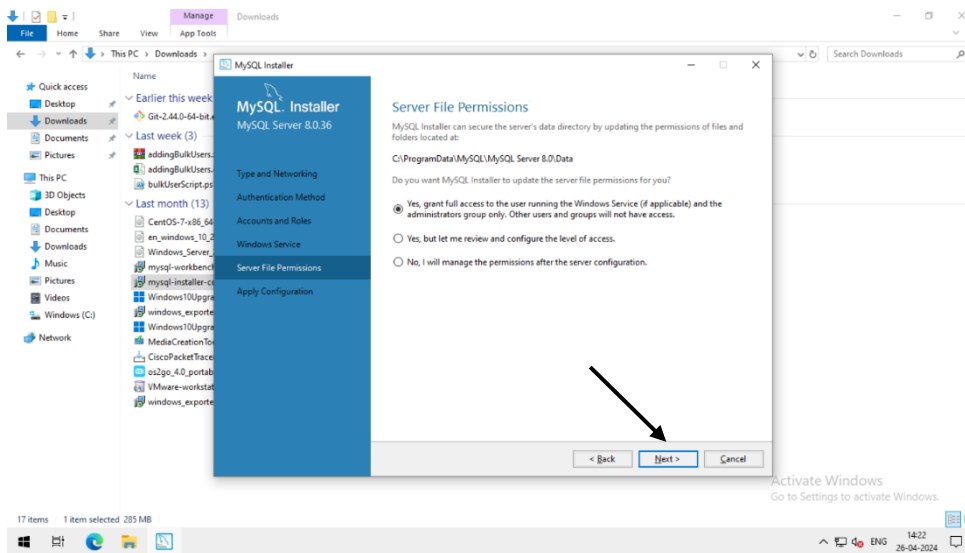 Manage
Downloads
File
Home
Share
View
App Tools
This PC > Downloads >
Search Downloads
Quick access
Desktop
Downloads
Documents
Pictures
This PC
3D Objects
Desktop
Documents
Downloads
Music
Pictures
Videos
Windows (C:)
Network
Name
Earlier this week
Git-2.44.0-64-bit.e
Last week (3)
addingBulkUsers.
addingBulkUsers.
bulkUserScript.ps
Last month (13)
CentOS-7-x86_64
en_windows_10_2
Windows_Server_
mysql-workbench
mysql-installer-co
Windows10Upgra
windows_exporte
Windows10Upgra
MediaCreationToo
CiscoPacketTrace
os2go_4.0_portab
VMware-workstat
windows_exporte
MySQL Installer
MySQL. Installer
MySQL Server 8.0.36
Type and Networking
Authentication Method
Accounts and Roles
Windows Service
Server File Permissions
Apply Configuration
Server File Permissions
MySQL Installer can secure the server's data directory by updating the permissions of files and
folders located at:
C:\ProgramData\MySQL\MySQL Server 8.0\Data
Do you want MySQL Installer to update the server file permissions for you?
Yes, grant full access to the user running the Windows Service (if applicable) and the
administrators group only. Other users and groups will not have access.
Yes, but let me review and configure the level of access.
No, I will manage the permissions after the server configuration.
< Back
Next >
Cancel
Activate Windows
Go to Settings to activate Windows.
17 items
1 item selected 285 MB
ENG
14:22
26-04-2024